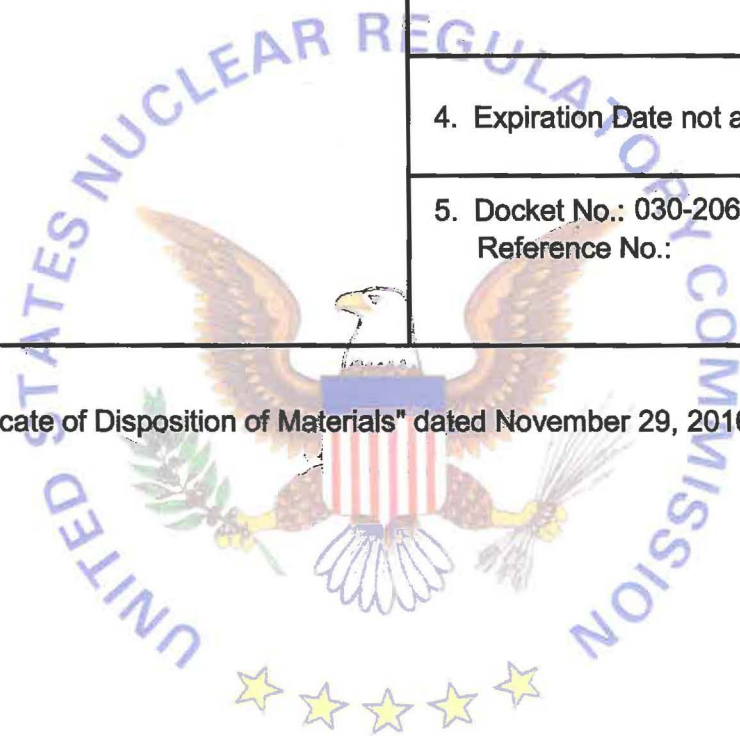 UNITED STATES NUCLEAR REGULATORY COMMISSION
4. Expiration Date not a
5. Docket No.: 030-206
Reference No.:
cate of Disposition of Materials" dated November 29, 2016